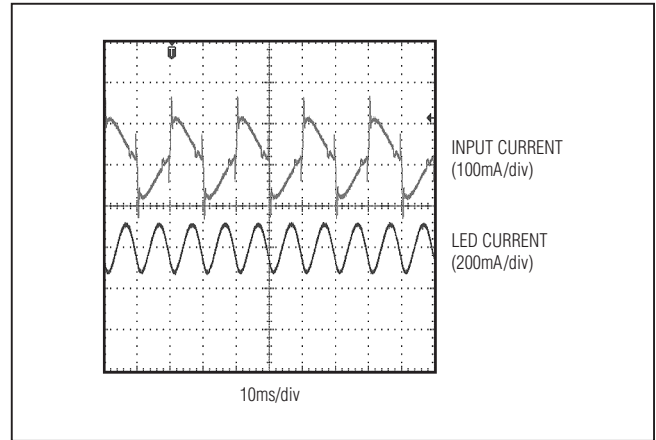 T
INPUT CURRENT
(100mA/div)
LED CURRENT
(200mA/div)
10ms/div